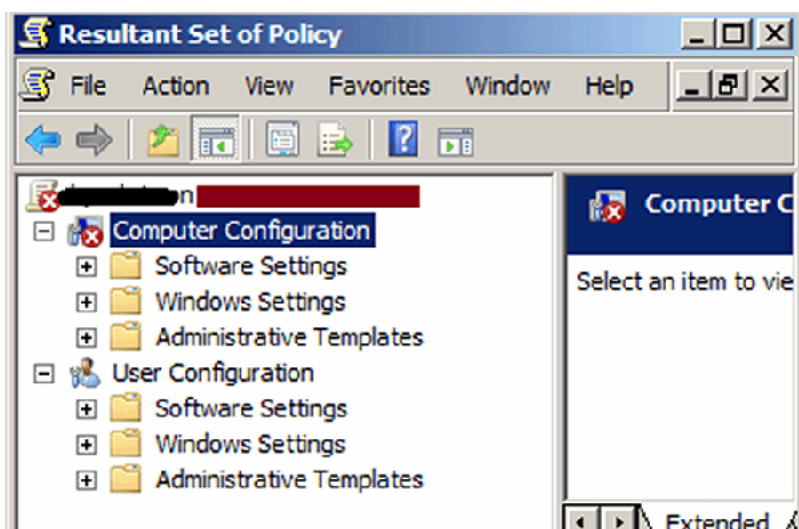 Resultant Set of Policy
File Action View Favorites Window Help
Computer Configuration
Software Settings
Windows Settings
Administrative Templates
User Configuration
Software Settings
Windows Settings
Administrative Templates
Computer C
Select an item to vie
Extended